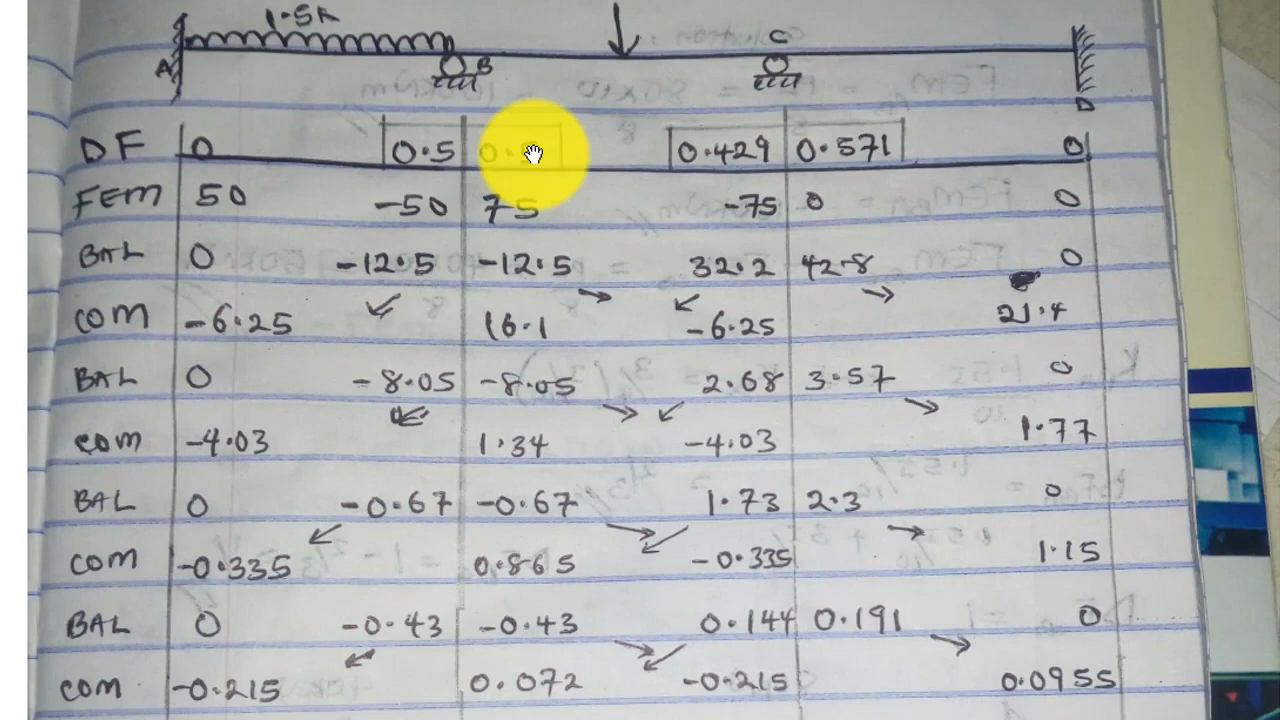 1.5k
A B C D
DF 0 0.5 0.429 0.571 0
FEM 50 -50 75 -75 0 0
BAL 0 -12.5 -12.5 32.2 42.8 0
COM -6.25 16.1 -6.25 21.4
BAL 0 -8.05 -8.05 2.68 3.57 0
com -4.03 1.34 -4.03 1.77
BAL 0 -0.67 -0.67 1.73 2.3 0
com -0.335 0.865 -0.335 1.15
BAL 0 -0.43 -0.43 0.144 0.191 0
com -0.215 0.072 -0.215 0.0955